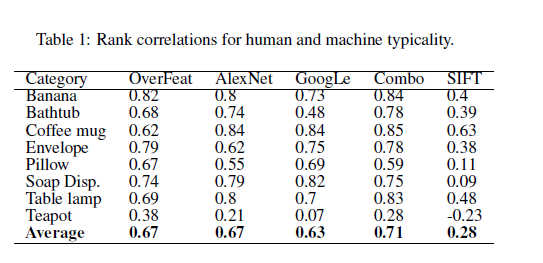 Table 1: Rank correlations for human and machine typicality.
Category OverFeat AlexNet GoogLe Combo SIFT
Banana 0.82 0.8 0.73 0.84 0.4
Bathtub 0.68 0.74 0.48 0.78 0.39
Coffee mug 0.62 0.84 0.84 0.85 0.63
Envelope 0.79 0.62 0.75 0.78 0.38
Pillow 0.67 0.55 0.69 0.59 0.11
Soap Disp. 0.74 0.79 0.82 0.75 0.09
Table lamp 0.69 0.8 0.7 0.83 0.48
Teapot 0.38 0.21 0.07 0.28 -0.23
Average 0.67 0.67 0.63 0.71 0.28